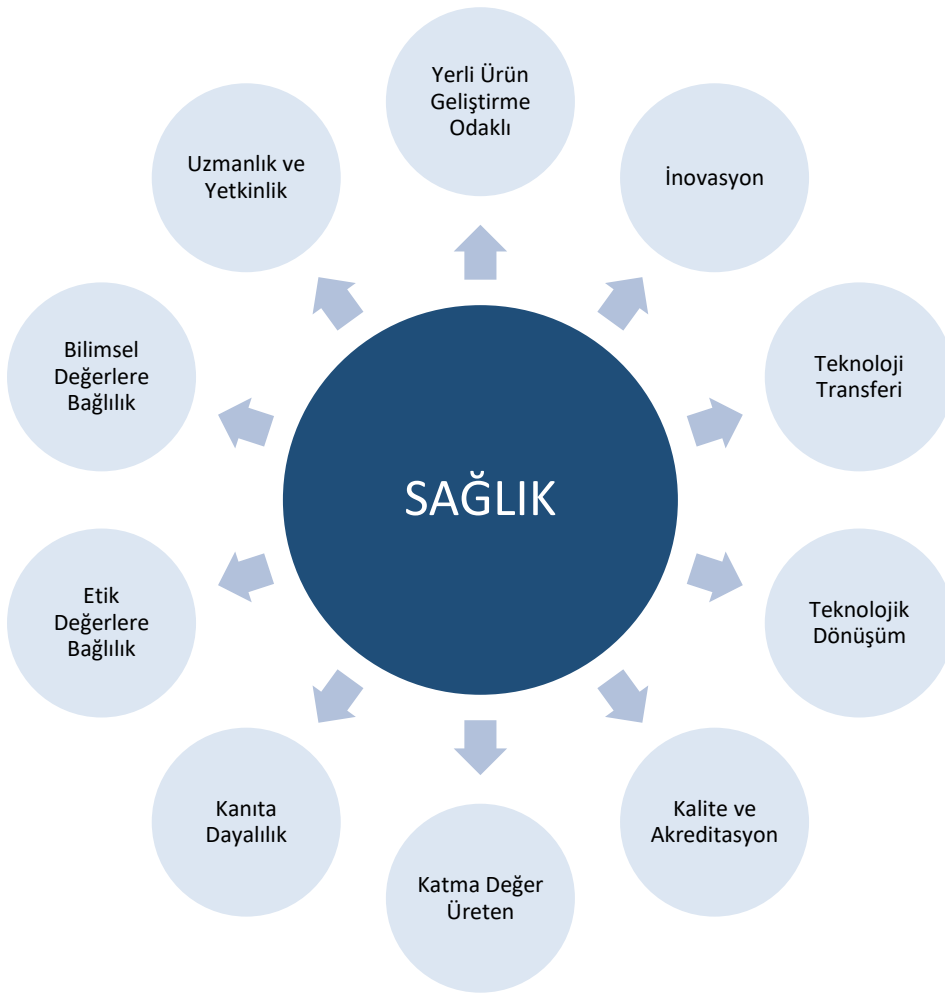 Yerli Ürün
Geliştirme
Odaklı
İnovasyon
Teknoloji
Transferi
Teknolojik
Dönüşüm
Kalite ve
Akreditasyon
Katma Değer
Üreten
Kanıta
Dayalılık
Etik
Değerlere
Bağlılık
Bilimsel
Değerlere
Bağlılık
Uzmanlık ve
Yetkinlik
SAĞLIK